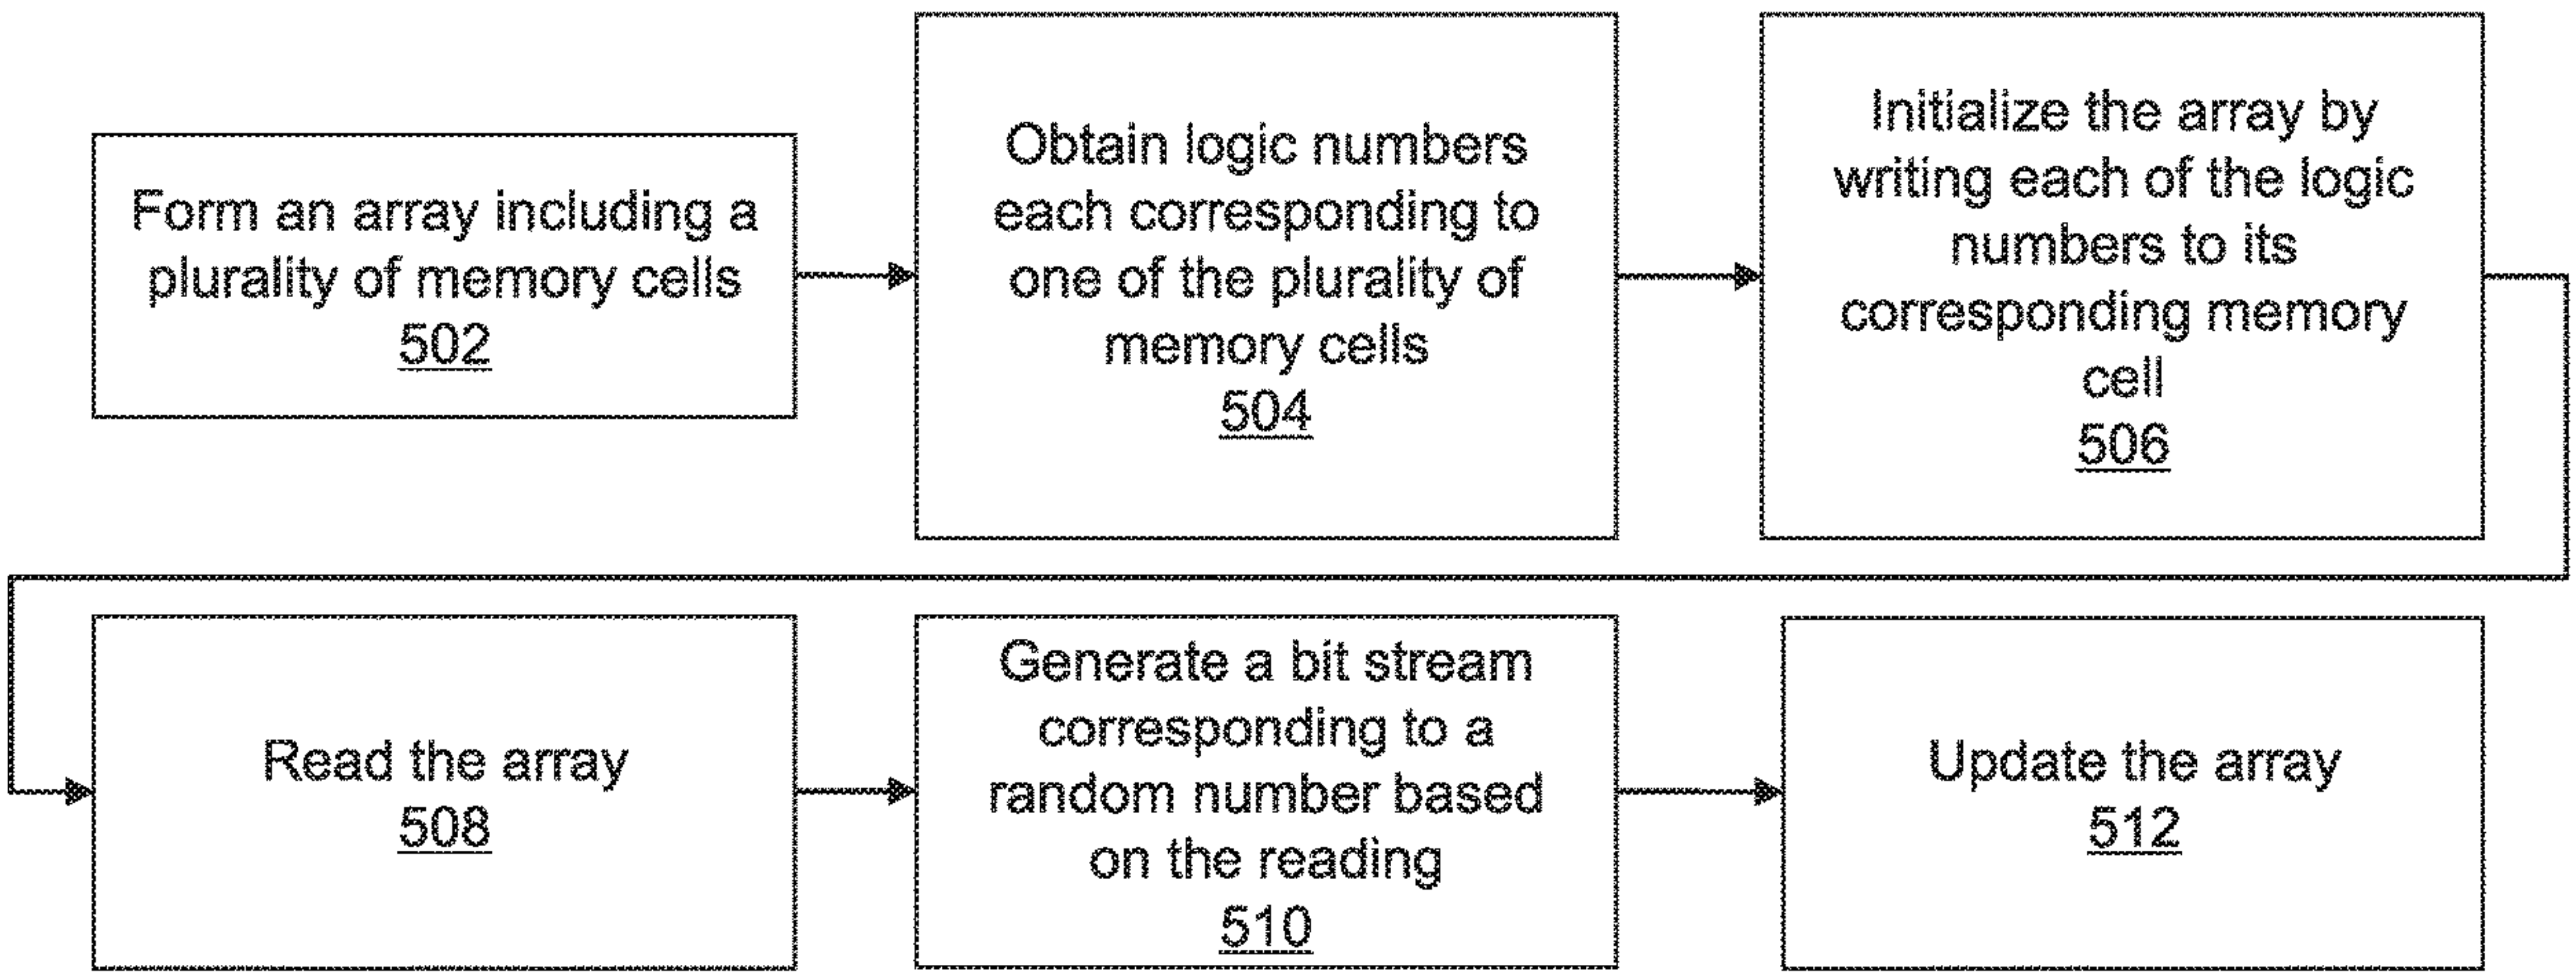 Form an array including a
plurality of memory cells
502
Obtain logic numbers
each corresponding to
one of the plurality of
memory cells
504
Initialize the array by
writing each of the logic
numbers to its
corresponding memory
cell
506
Read the array
508
Generate a bit stream
corresponding to a
random number based
on the reading
510
Update the array
512